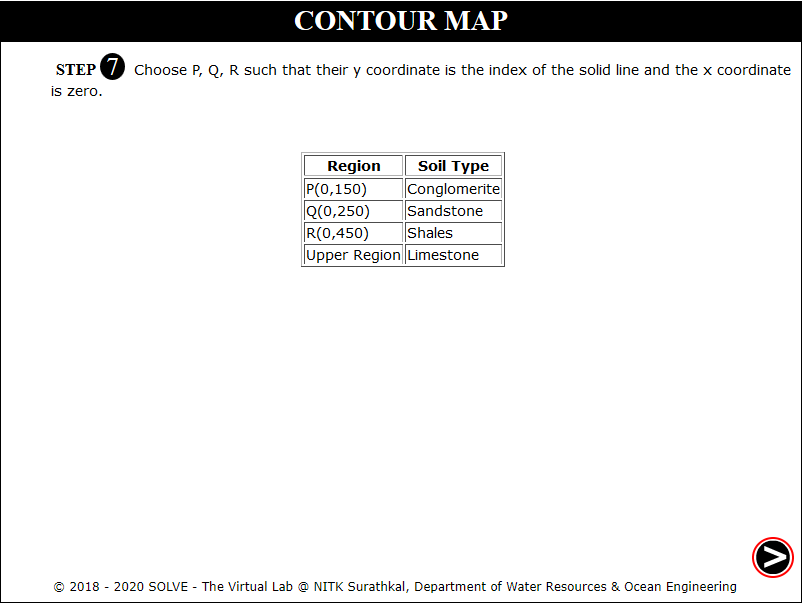 CONTOUR MAP
STEP 7 Choose P, Q, R such that their y coordinate is the index of the solid line and the x coordinate
is zero.
Region Soil Type
P(0,150) Conglomerite
Q(0,250) Sandstone
R(0,450) Shales
Upper Region Limestone
>
© 2018 - 2020 SOLVE - The Virtual Lab @ NITK Surathkal, Department of Water Resources & Ocean Engineering